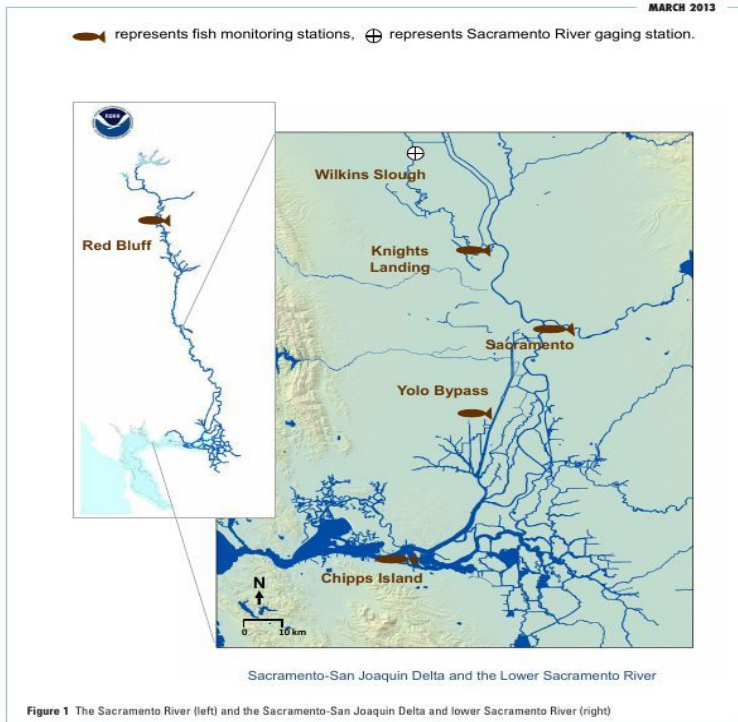 MARCH 2013
represents fish monitoring stations, represents Sacramento River gaging station.
NOAA
Red Bluff
Wilkins Slough
Knights
Landing
Sacramento
Yolo Bypass
Chipps Island
N
0 10 km
Sacramento-San Joaquin Delta and the Lower Sacramento River
Figure 1 The Sacramento River (left) and the Sacramento-San Joaquin Delta and lower Sacramento River (right)